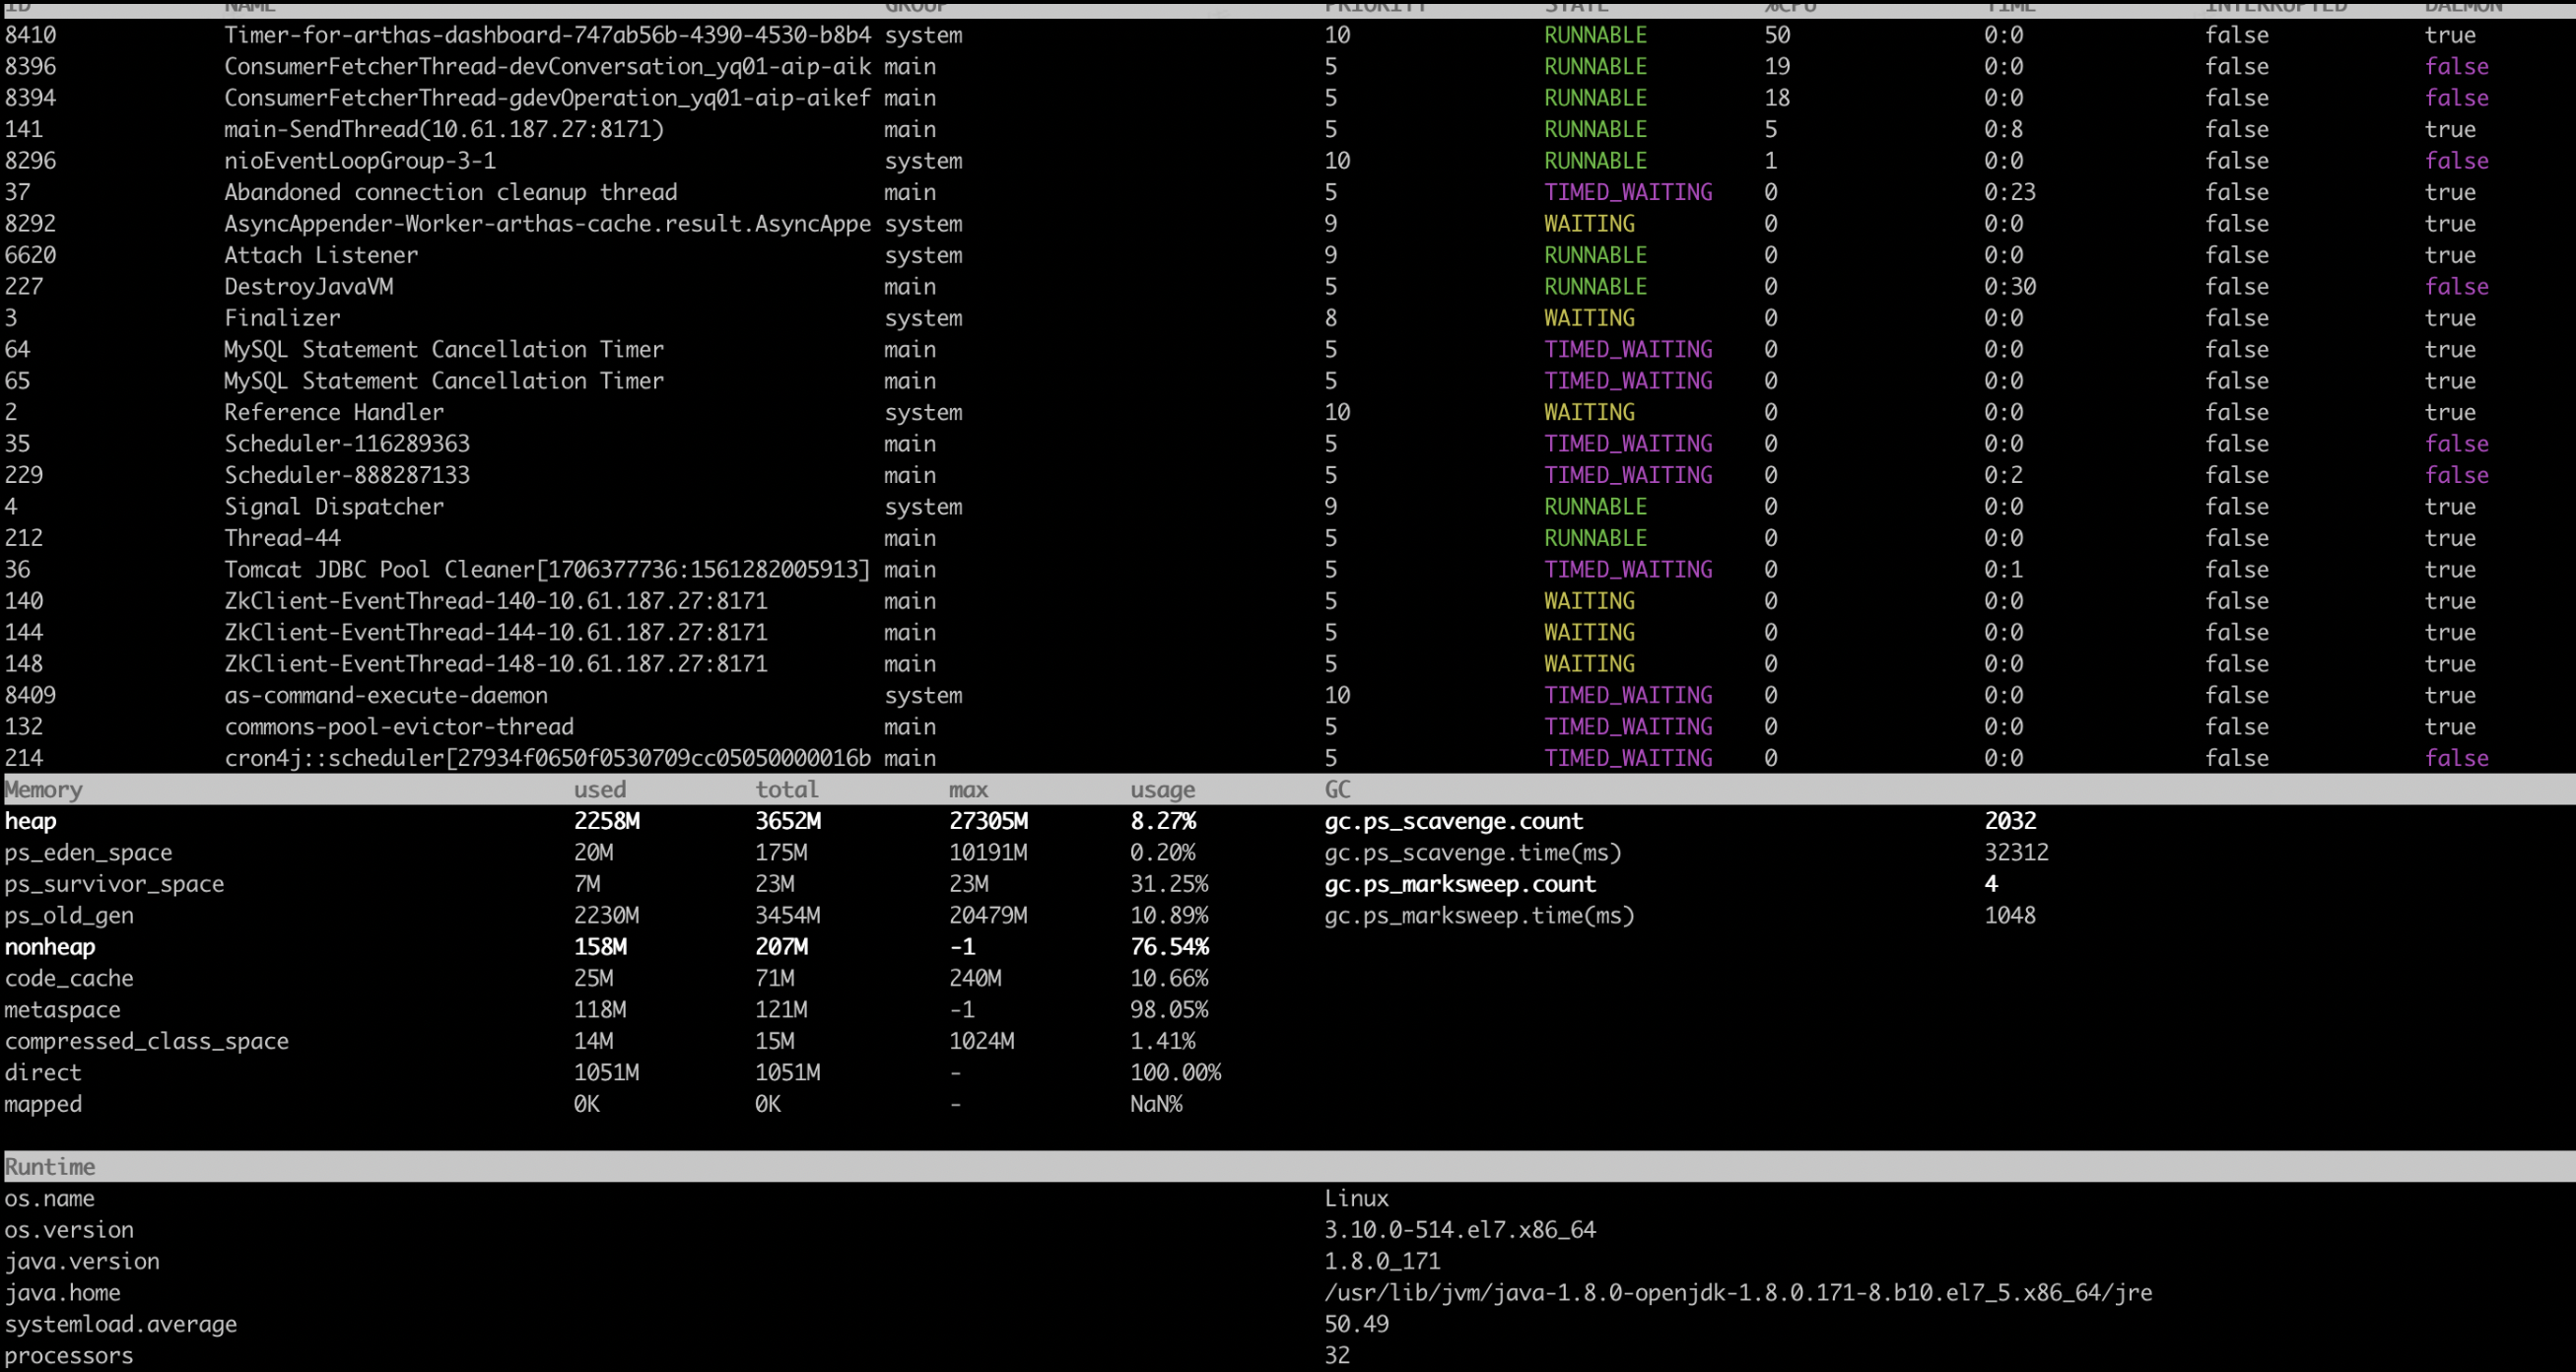 ID NAME GROUP PRIORITY STATE %CPU TIME INTERRUPTED DAEMON
8410 Timer-for-arthas-dashboard-747ab56b-4390-4530-b8b4 system 10 RUNNABLE 50 0:0 false true
8396 ConsumerFetcherThread-devConversation_yq01-aip-aik main 5 RUNNABLE 19 0:0 false false
8394 ConsumerFetcherThread-gdevOperation_yq01-aip-aikef main 5 RUNNABLE 18 0:0 false false
141 main-SendThread(10.61.187.27:8171) main 5 RUNNABLE 5 0:8 false true
8296 nioEventLoopGroup-3-1 system 10 RUNNABLE 1 0:0 false false
37 Abandoned connection cleanup thread main 5 TIMED_WAITING 0 0:23 false true
8292 AsyncAppender-Worker-arthas-cache.result.AsyncAppe system 9 WAITING 0 0:0 false true
6620 Attach Listener system 9 RUNNABLE 0 0:0 false true
227 DestroyJavaVM main 5 RUNNABLE 0 0:30 false false
3 Finalizer system 8 WAITING 0 0:0 false true
64 MySQL Statement Cancellation Timer main 5 TIMED_WAITING 0 0:0 false true
65 MySQL Statement Cancellation Timer main 5 TIMED_WAITING 0 0:0 false true
2 Reference Handler system 10 WAITING 0 0:0 false true
35 Scheduler-116289363 main 5 TIMED_WAITING 0 0:0 false false
229 Scheduler-888287133 main 5 TIMED_WAITING 0 0:2 false false
4 Signal Dispatcher system 9 RUNNABLE 0 0:0 false true
212 Thread-44 main 5 RUNNABLE 0 0:0 false true
36 Tomcat JDBC Pool Cleaner[1706377736:1561282005913] main 5 TIMED_WAITING 0 0:1 false true
140 ZkClient-EventThread-140-10.61.187.27:8171 main 5 WAITING 0 0:0 false true
144 ZkClient-EventThread-144-10.61.187.27:8171 main 5 WAITING 0 0:0 false true
148 ZkClient-EventThread-148-10.61.187.27:8171 main 5 WAITING 0 0:0 false true
8409 as-command-execute-daemon system 10 TIMED_WAITING 0 0:0 false true
132 commons-pool-evictor-thread main 5 TIMED_WAITING 0 0:0 false true
214 cron4j::scheduler[27934f0650f0530709cc05050000016b main 5 TIMED_WAITING 0 0:0 false false
Memory used total max usage GC
heap 2258M 3652M 27305M 8.27% gc.ps_scavenge.count 2032
ps_eden_space 20M 175M 10191M 0.20% gc.ps_scavenge.time(ms) 32312
ps_survivor_space 7M 23M 23M 31.25% gc.ps_marksweep.count 4
ps_old_gen 2230M 3454M 20479M 10.89% gc.ps_marksweep.time(ms) 1048
nonheap 158M 207M -1 76.54%
code_cache 25M 71M 240M 10.66%
metaspace 118M 121M -1 98.05%
compressed_class_space 14M 15M 1024M 1.41%
direct 1051M 1051M - 100.00%
mapped 0K 0K - NaN%
Runtime
os.name Linux
os.version 3.10.0-514.el7.x86_64
java.version 1.8.0_171
java.home /usr/lib/jvm/java-1.8.0-openjdk-1.8.0.171-8.b10.el7_5.x86_64/jre
systemload.average 50.49
processors 32